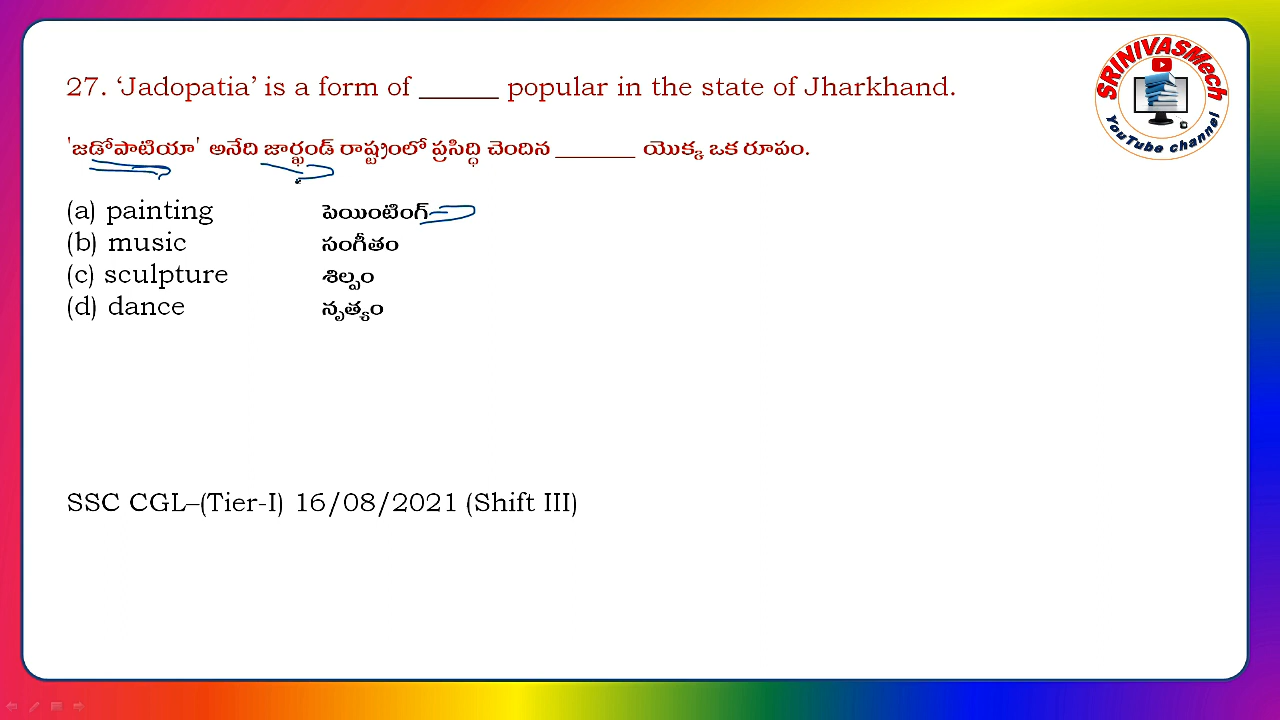 27. ‘Jadopatia’ is a form of ______ popular in the state of Jharkhand.
'జడోపాటియా' అనేది జార్ఖండ్ రాష్ట్రంలో ప్రసిద్ధి చెందిన ______ యొక్క ఒక రూపం.
(a) painting పెయింటింగ్
(b) music సంగీతం
(c) sculpture శిల్పం
(d) dance నృత్యం
SSC CGL–(Tier-I) 16/08/2021 (Shift III)
SRINIVASMech
YouTube channel